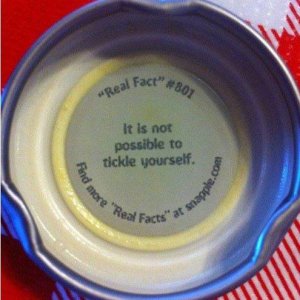 "Real Fact" #801
It is not
possible to
tickle yourself.
Find more "Real Facts" at snapple.com